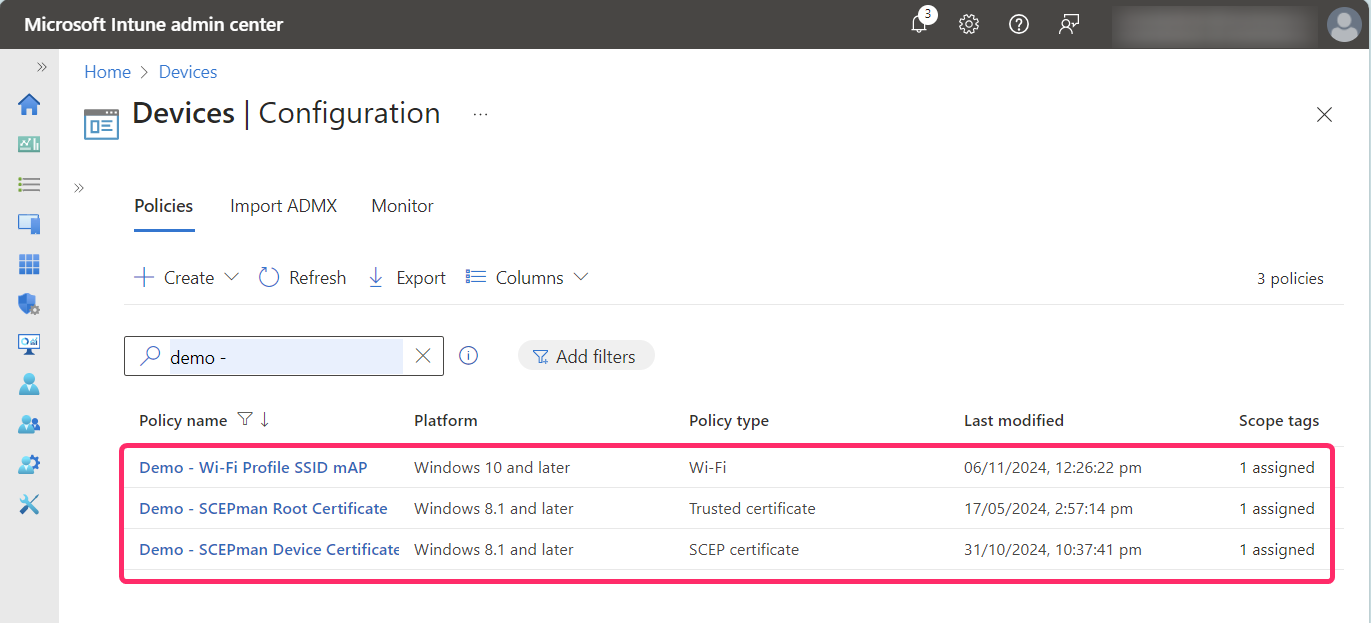 Microsoft Intune admin center
3
Home > Devices
Devices | Configuration ...
Policies Import ADMX Monitor
Create Refresh Export Columns 3 policies
demo - Add filters
Policy name Platform Policy type Last modified Scope tags
Demo - Wi-Fi Profile SSID mAP Windows 10 and later Wi-Fi 06/11/2024, 12:26:22 pm 1 assigned
Demo - SCEPman Root Certificate Windows 8.1 and later Trusted certificate 17/05/2024, 2:57:14 pm 1 assigned
Demo - SCEPman Device Certificate Windows 8.1 and later SCEP certificate 31/10/2024, 10:37:41 pm 1 assigned